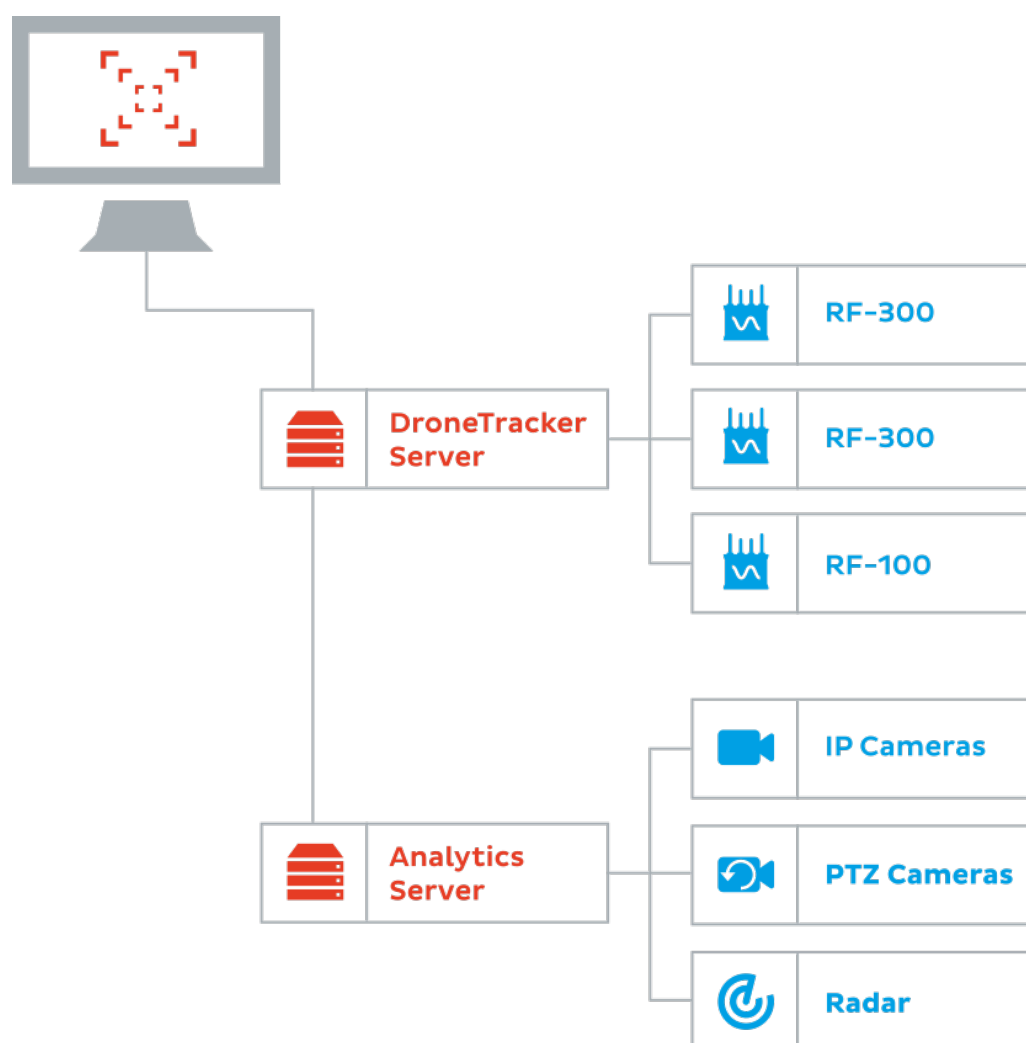 RF-300
DroneTracker
Server
RF-300
RF-100
IP Cameras
Analytics
Server
PTZ Cameras
Radar